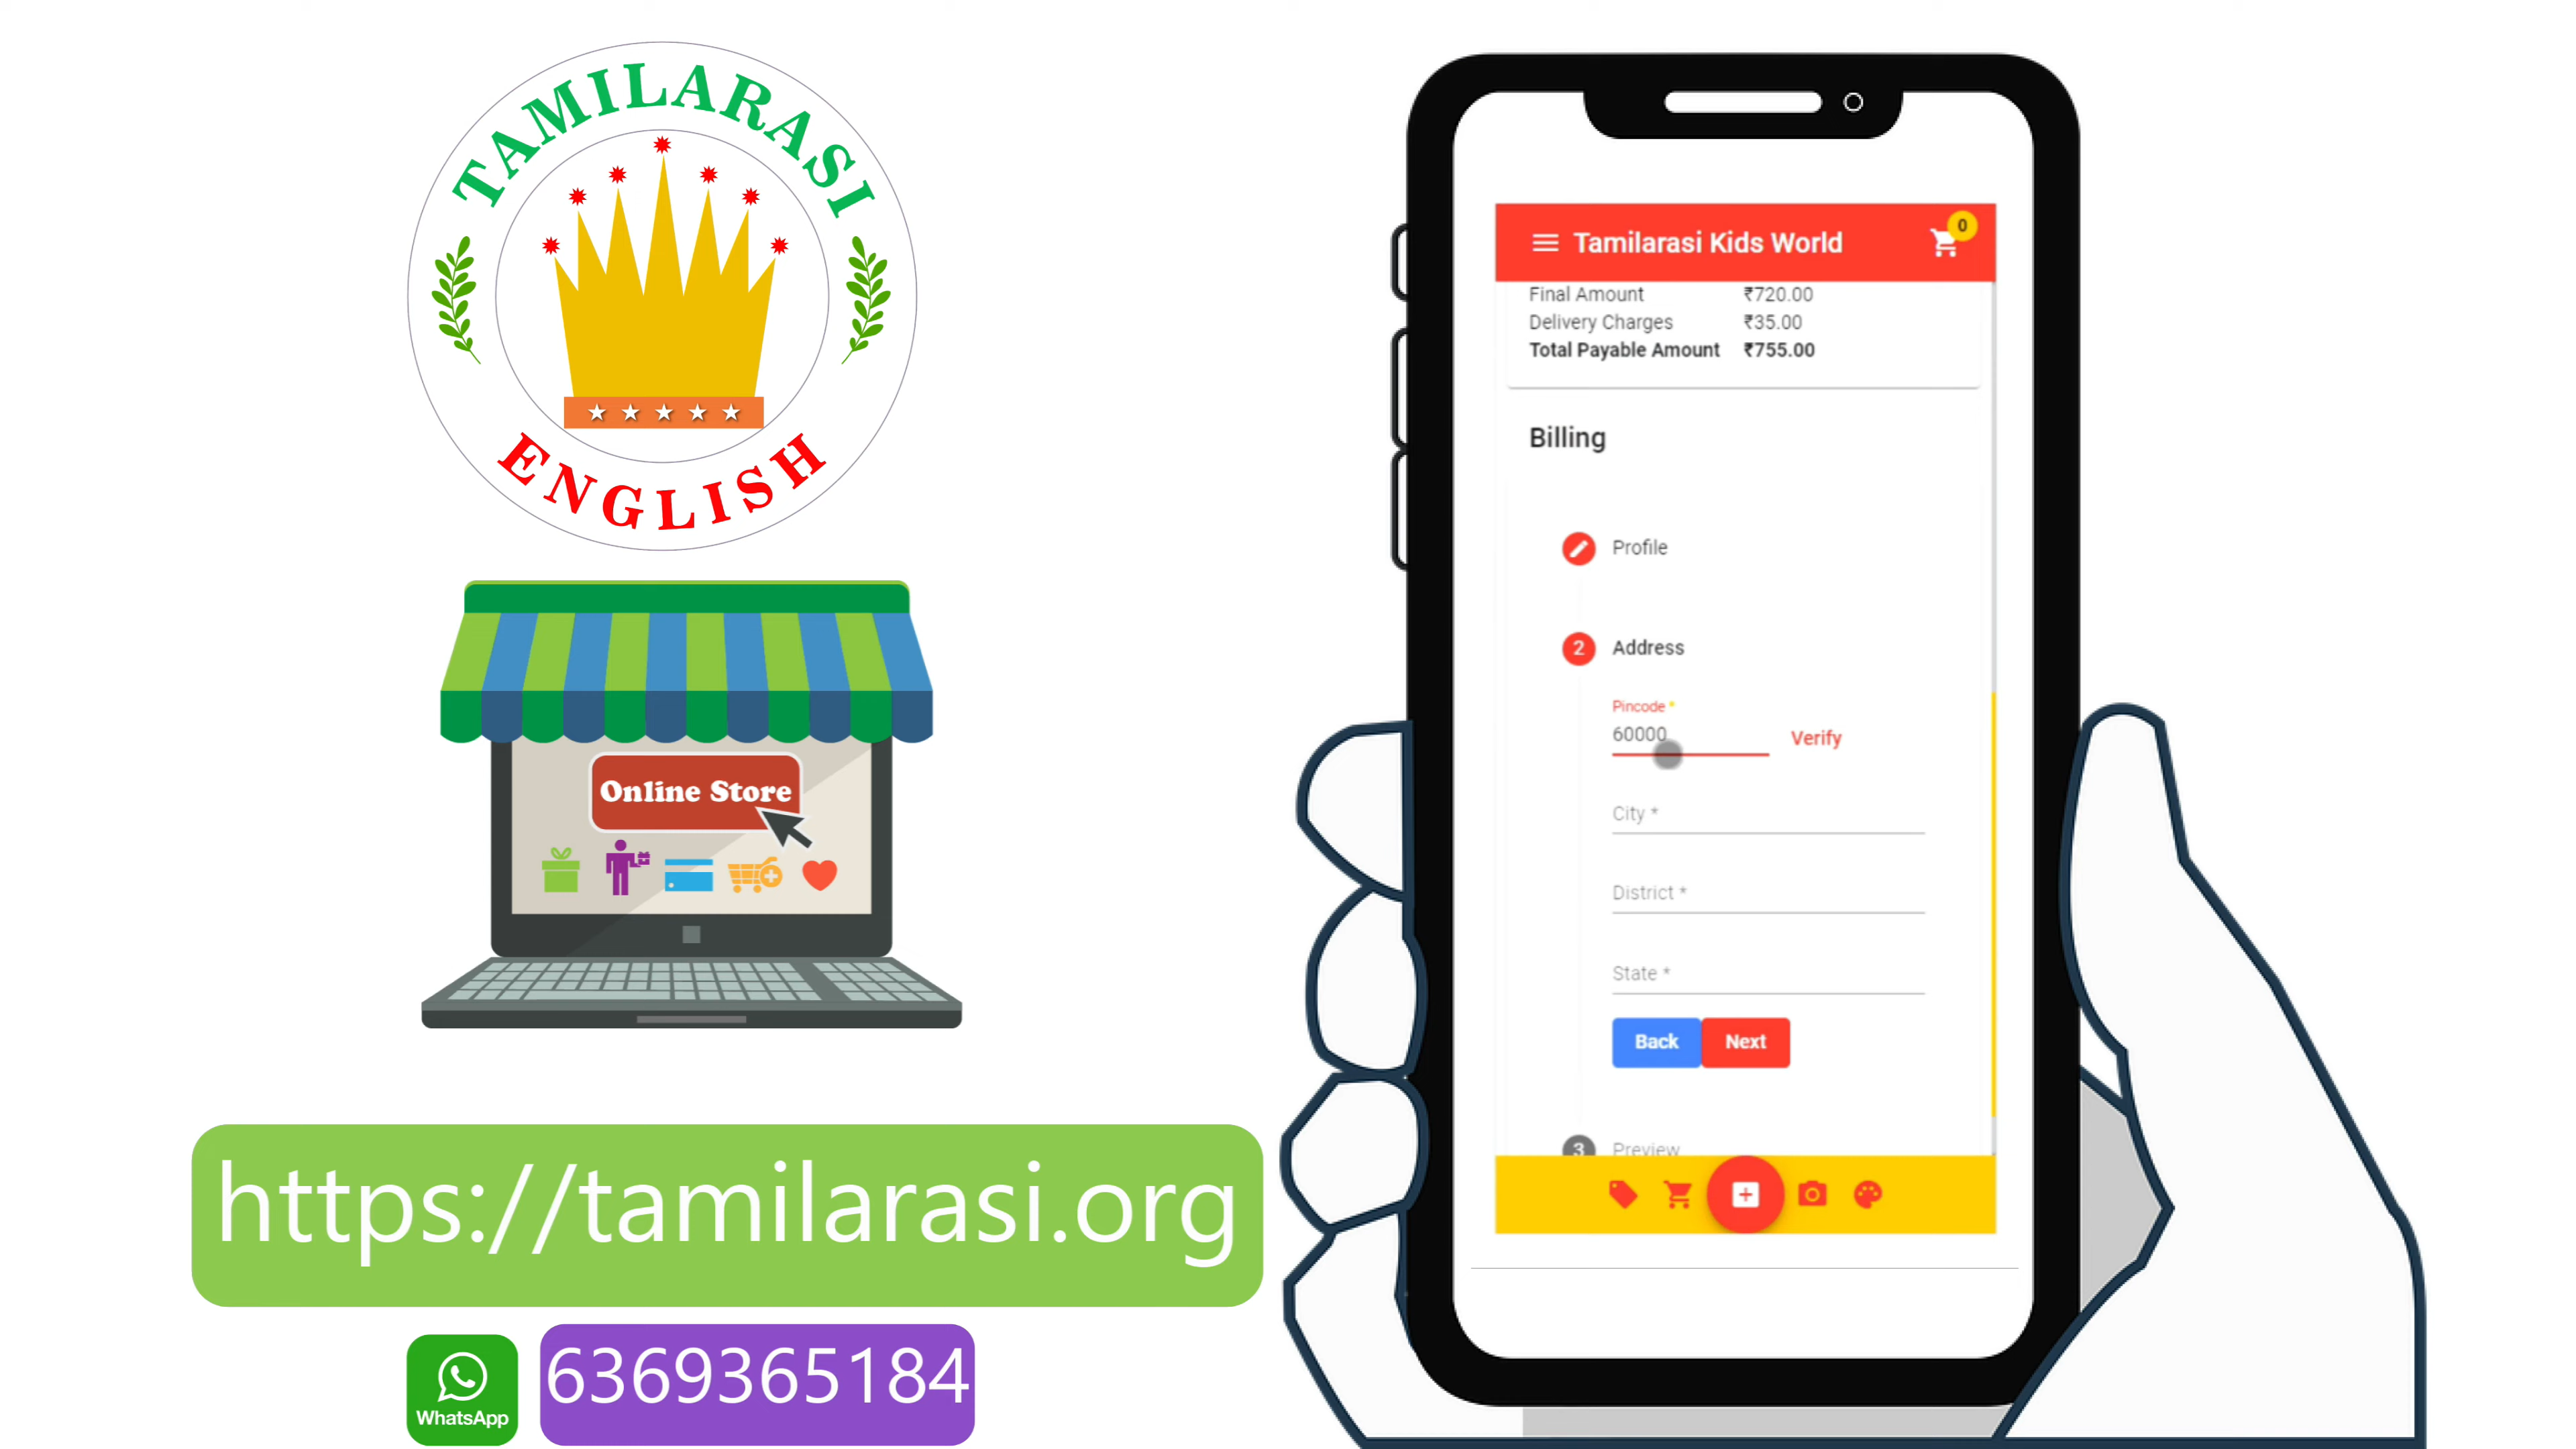 TAMILARASI
ENGLISH
Online Store
https://tamilarasi.org
WhatsApp
6369365184
Tamilarasi Kids World
0
Final Amount ₹720.00
Delivery Charges ₹35.00
Total Payable Amount ₹755.00
Billing
Profile
2 Address
Pincode *
60000
Verify
City *
District *
State *
Back Next
3 Preview